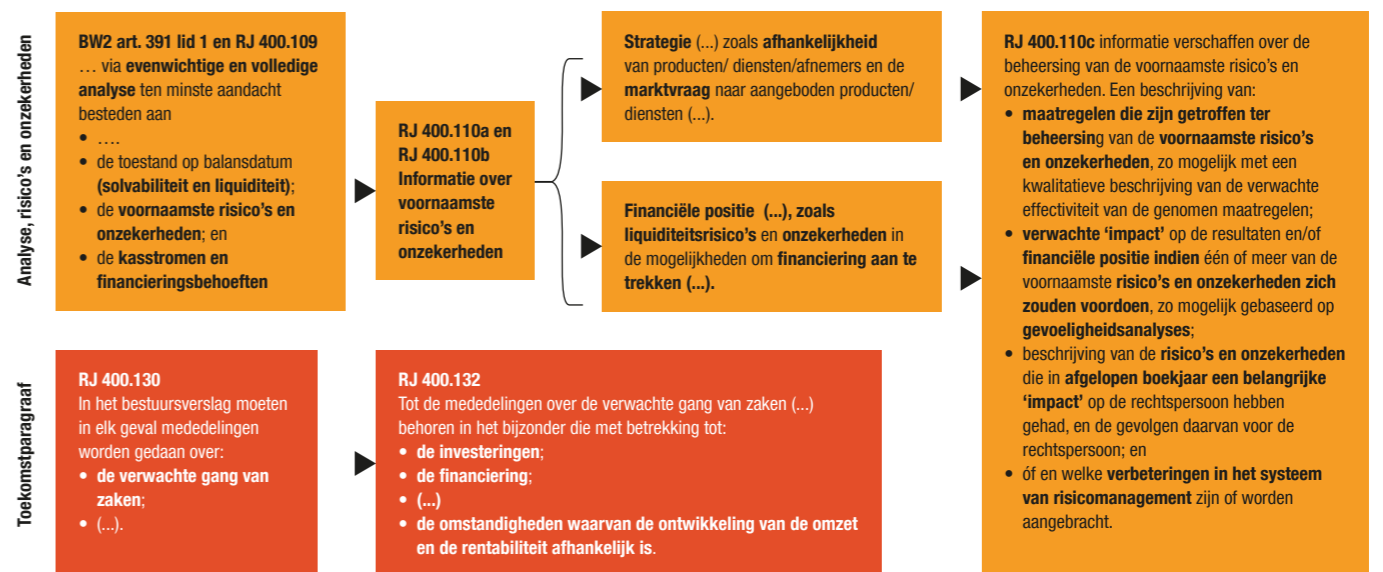 Analyse, risico's en onzekerheden
BW2 art. 391 lid 1 en RJ 400.109
… via evenwichtige en volledige
analyse ten minste aandacht
besteden aan
• ….
• de toestand op balansdatum
(solvabiliteit en liquiditeit);
• de voornaamste risico's en
onzekerheden; en
• de kasstromen en
financieringsbehoeften
RJ 400.110a en
RJ 400.110b
Informatie over
voornaamste
risico's en
onzekerheden
Strategie (...) zoals afhankelijkheid
van producten/ diensten/afnemers en de
marktvraag naar aangeboden producten/
diensten (...).
Financiële positie (...), zoals
liquiditeitsrisico's en onzekerheden in
de mogelijkheden om financiering aan te
trekken (...).
RJ 400.110c informatie verschaffen over de
beheersing van de voornaamste risico's en
onzekerheden. Een beschrijving van:
• maatregelen die zijn getroffen ter
beheersing van de voornaamste risico's
en onzekerheden, zo mogelijk met een
kwalitatieve beschrijving van de verwachte
effectiviteit van de genomen maatregelen;
• verwachte 'impact' op de resultaten en/of
financiële positie indien één of meer van de
voornaamste risico's en onzekerheden zich
zouden voordoen, zo mogelijk gebaseerd op
gevoeligheidsanalyses;
• beschrijving van de risico's en onzekerheden
die in afgelopen boekjaar een belangrijke
'impact' op de rechtspersoon hebben
gehad, en de gevolgen daarvan voor de
rechtspersoon; en
• óf en welke verbeteringen in het systeem
van risicomanagement zijn of worden
aangebracht.
Toekomstparagraaf
RJ 400.130
In het bestuursverslag moeten
in elk geval mededelingen
worden gedaan over:
• de verwachte gang van
zaken;
• (...).
RJ 400.132
Tot de mededelingen over de verwachte gang van zaken (...)
behoren in het bijzonder die met betrekking tot:
• de investeringen;
• de financiering;
• (...)
• de omstandigheden waarvan de ontwikkeling van de omzet
en de rentabiliteit afhankelijk is.